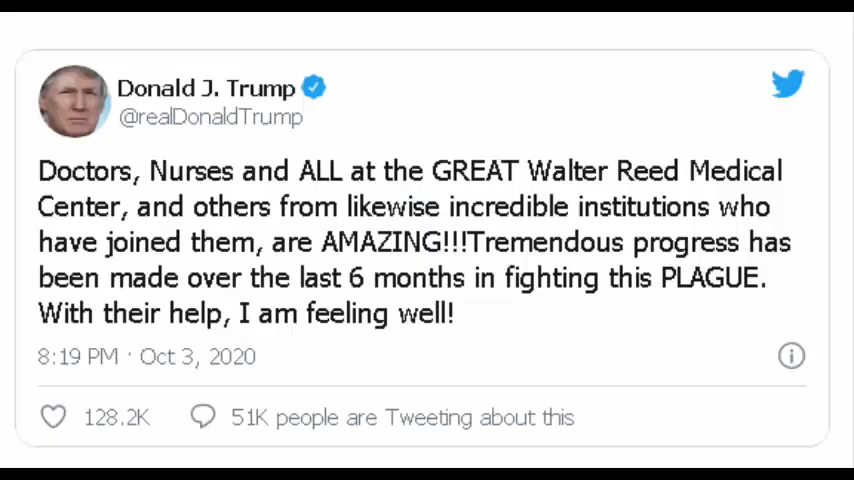 Donald J. Trump
@realDonaldTrump
Doctors, Nurses and ALL at the GREAT Walter Reed Medical
Center, and others from likewise incredible institutions who
have joined them, are AMAZING!!!Tremendous progress has
been made over the last 6 months in fighting this PLAGUE.
With their help, I am feeling well!
8:19 PM · Oct 3, 2020
128.2K 51K people are Tweeting about this